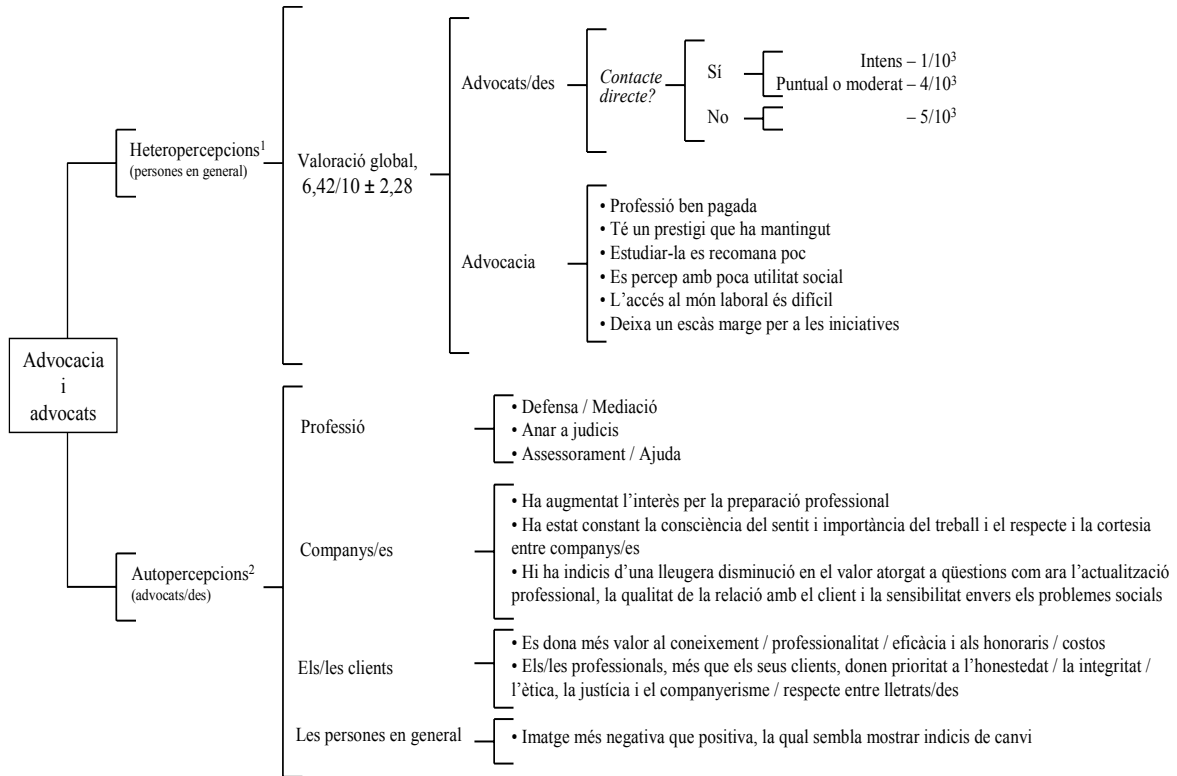 Advocacia
i
advocats
Heteropercepcions¹
(persones en general)
Valoració global,
6,42/10 ± 2,28
Advocats/des
Contacte
directe?
Sí
Intens – 1/10³
Puntual o moderat – 4/10³
No
– 5/10³
Advocacia
• Professió ben pagada
• Té un prestigi que ha mantingut
• Estudiar-la es recomana poc
• Es percep amb poca utilitat social
• L’accés al món laboral és difícil
• Deixa un escàs marge per a les iniciatives
Autopercepcions²
(advocats/des)
Professió
• Defensa / Mediació
• Anar a judicis
• Assessorament / Ajuda
Companys/es
• Ha augmentat l’interès per la preparació professional
• Ha estat constant la consciència del sentit i importància del treball i el respecte i la cortesia
entre companys/es
• Hi ha indicis d’una lleugera disminució en el valor atorgat a qüestions com ara l’actualització
professional, la qualitat de la relació amb el client i la sensibilitat envers els problemes socials
Els/les clients
• Es dona més valor al coneixement / professionalitat / eficàcia i als honoraris / costos
• Els/les professionals, més que els seus clients, donen prioritat a l’honestedat / la integritat /
l’ètica, la justícia i el companyerisme / respecte entre lletrats/des
Les persones en general
• Imatge més negativa que positiva, la qual sembla mostrar indicis de canvi